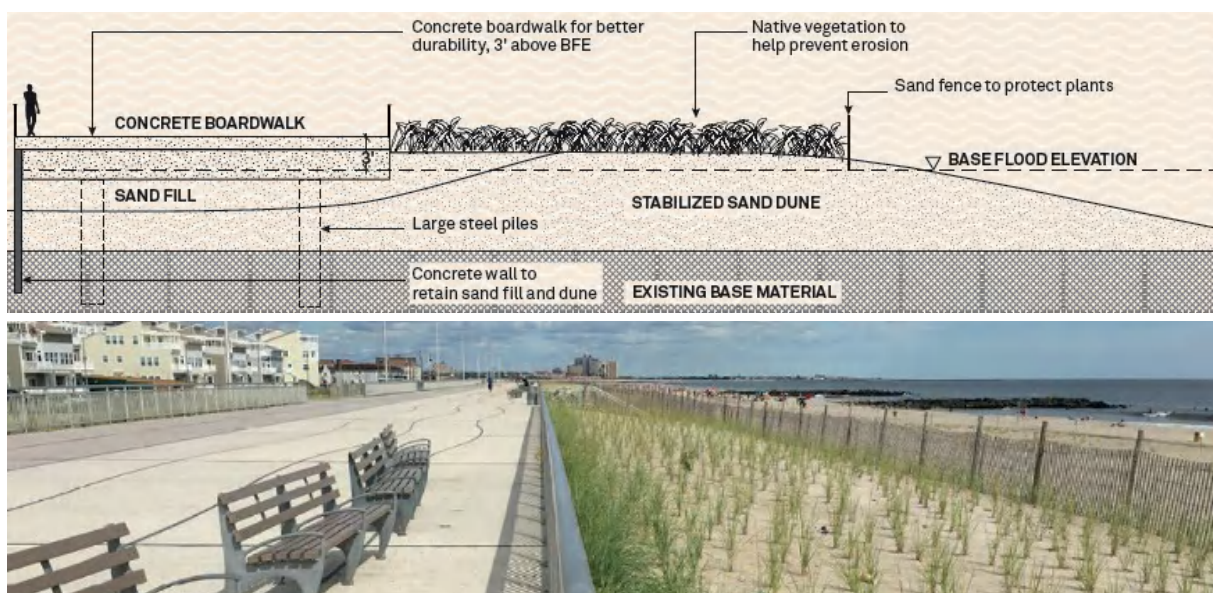 Concrete boardwalk for better
durability, 3' above BFE
Native vegetation to
help prevent erosion
Sand fence to protect plants
CONCRETE BOARDWALK
3'
BASE FLOOD ELEVATION
SAND FILL
STABILIZED SAND DUNE
Large steel piles
Concrete wall to
retain sand fill and dune
EXISTING BASE MATERIAL